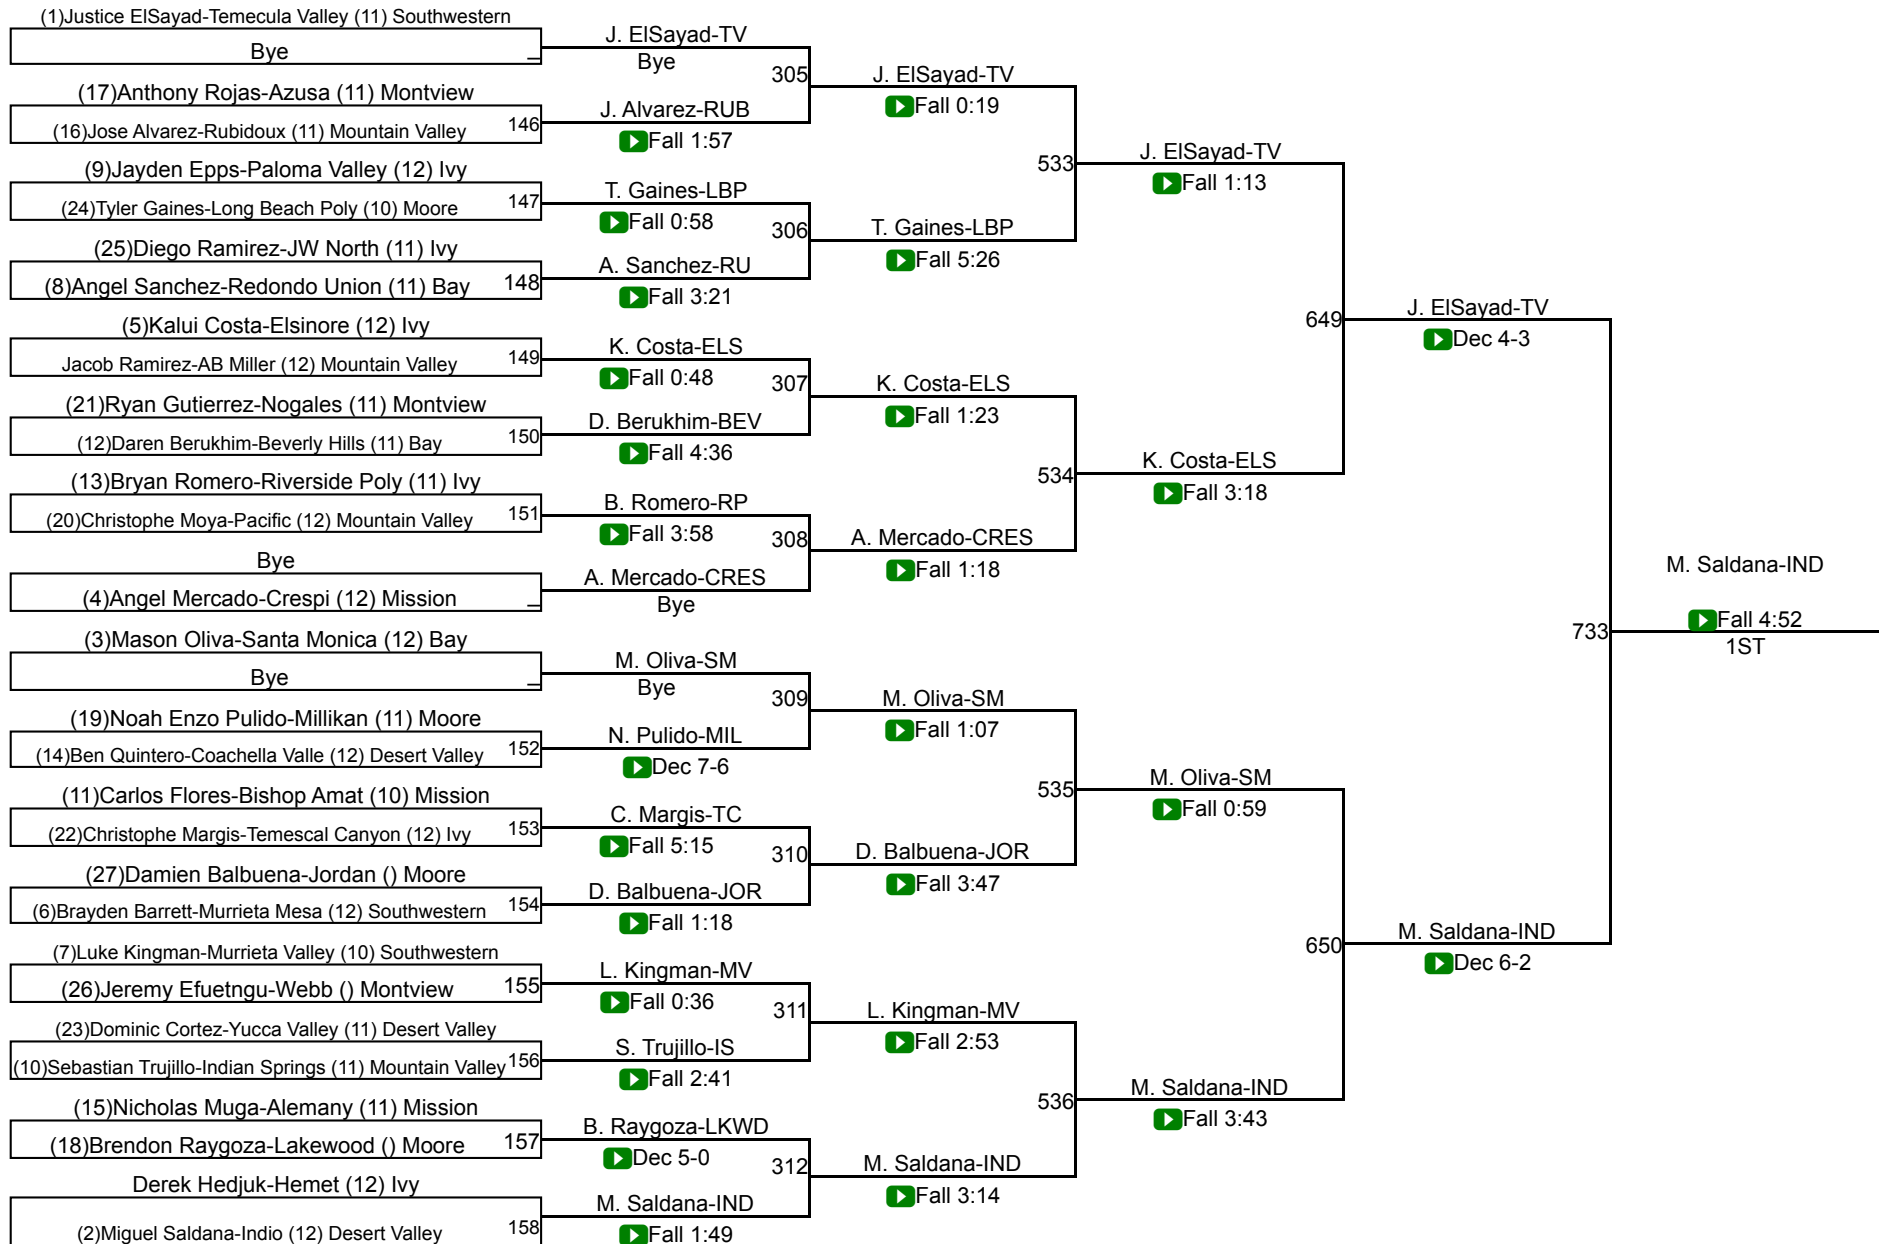 (1)Justice ElSayad-Temecula Valley (11) Southwestern
Bye
(17)Anthony Rojas-Azusa (11) Montview
(16)Jose Alvarez-Rubidoux (11) Mountain Valley 146
(9)Jayden Epps-Paloma Valley (12) Ivy
(24)Tyler Gaines-Long Beach Poly (10) Moore 147
(25)Diego Ramirez-JW North (11) Ivy
(8)Angel Sanchez-Redondo Union (11) Bay 148
(5)Kalui Costa-Elsinore (12) Ivy
Jacob Ramirez-AB Miller (12) Mountain Valley 149
(21)Ryan Gutierrez-Nogales (11) Montview
(12)Daren Berukhim-Beverly Hills (11) Bay 150
(13)Bryan Romero-Riverside Poly (11) Ivy
(20)Christophe Moya-Pacific (12) Mountain Valley 151
Bye
(4)Angel Mercado-Crespi (12) Mission
(3)Mason Oliva-Santa Monica (12) Bay
Bye
(19)Noah Enzo Pulido-Millikan (11) Moore
(14)Ben Quintero-Coachella Valle (12) Desert Valley 152
(11)Carlos Flores-Bishop Amat (10) Mission
(22)Christophe Margis-Temescal Canyon (12) Ivy 153
(27)Damien Balbuena-Jordan () Moore
(6)Brayden Barrett-Murrieta Mesa (12) Southwestern 154
(7)Luke Kingman-Murrieta Valley (10) Southwestern
(26)Jeremy Efuetngu-Webb () Montview 155
(23)Dominic Cortez-Yucca Valley (11) Desert Valley
(10)Sebastian Trujillo-Indian Springs (11) Mountain Valley 156
(15)Nicholas Muga-Alemany (11) Mission
(18)Brendon Raygoza-Lakewood () Moore 157
Derek Hedjuk-Hemet (12) Ivy
(2)Miguel Saldana-Indio (12) Desert Valley 158
J. ElSayad-TV
Bye
305
J. Alvarez-RUB
Fall 1:57
T. Gaines-LBP
Fall 0:58
306
A. Sanchez-RU
Fall 3:21
K. Costa-ELS
Fall 0:48
307
D. Berukhim-BEV
Fall 4:36
B. Romero-RP
Fall 3:58
308
A. Mercado-CRES
Bye
M. Oliva-SM
Bye
309
N. Pulido-MIL
Dec 7-6
C. Margis-TC
Fall 5:15
310
D. Balbuena-JOR
Fall 1:18
L. Kingman-MV
Fall 0:36
311
S. Trujillo-IS
Fall 2:41
B. Raygoza-LKWD
Dec 5-0
312
M. Saldana-IND
Fall 1:49
J. ElSayad-TV
Fall 0:19
533
T. Gaines-LBP
Fall 5:26
K. Costa-ELS
Fall 1:23
534
A. Mercado-CRES
Fall 1:18
M. Oliva-SM
Fall 1:07
535
D. Balbuena-JOR
Fall 3:47
L. Kingman-MV
Fall 2:53
536
M. Saldana-IND
Fall 3:14
J. ElSayad-TV
Fall 1:13
649
K. Costa-ELS
Fall 3:18
M. Oliva-SM
Fall 0:59
650
M. Saldana-IND
Fall 3:43
J. ElSayad-TV
Dec 4-3
733
M. Saldana-IND
Dec 6-2
M. Saldana-IND
Fall 4:52
1ST